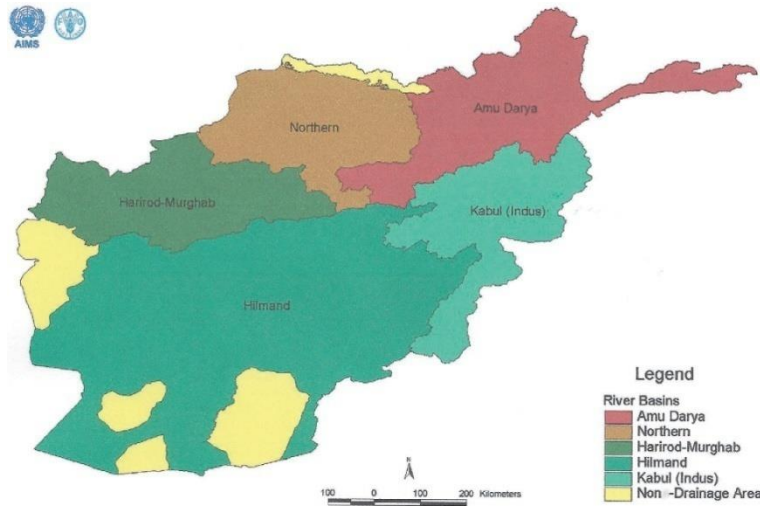 AIMS
Northern
Amu Darya
Harirod-Murghab
Kabul (Indus)
Hilmand
Legend
River Basins
Amu Darya
Northern
Harirod-Murghab
Hilmand
Kabul (Indus)
Non -Drainage Area
N
100 0 100 200 Kilometers